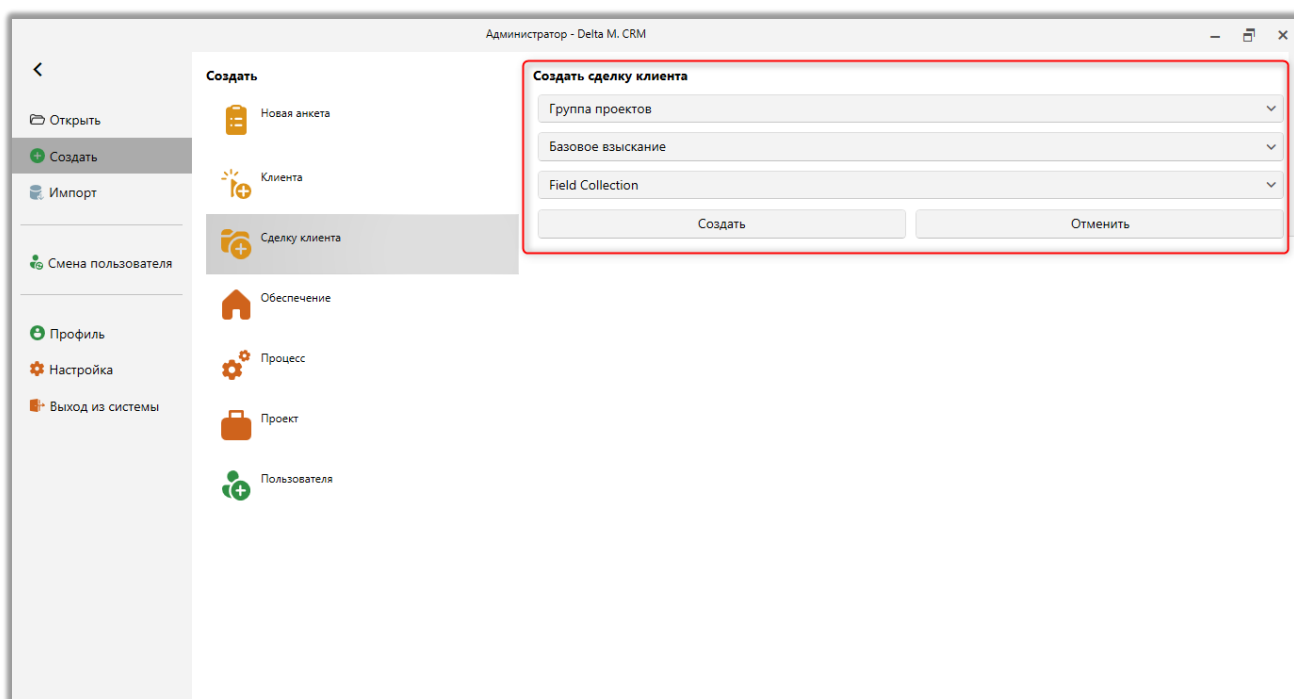 Администратор - Delta M. CRM
Открыть
Создать
Импорт
Смена пользователя
Профиль
Настройка
Выход из системы
Создать
Новая анкета
Клиента
Сделку клиента
Обеспечение
Процесс
Проект
Пользователя
Создать сделку клиента
Группа проектов
Базовое взыскание
Field Collection
Создать Отменить